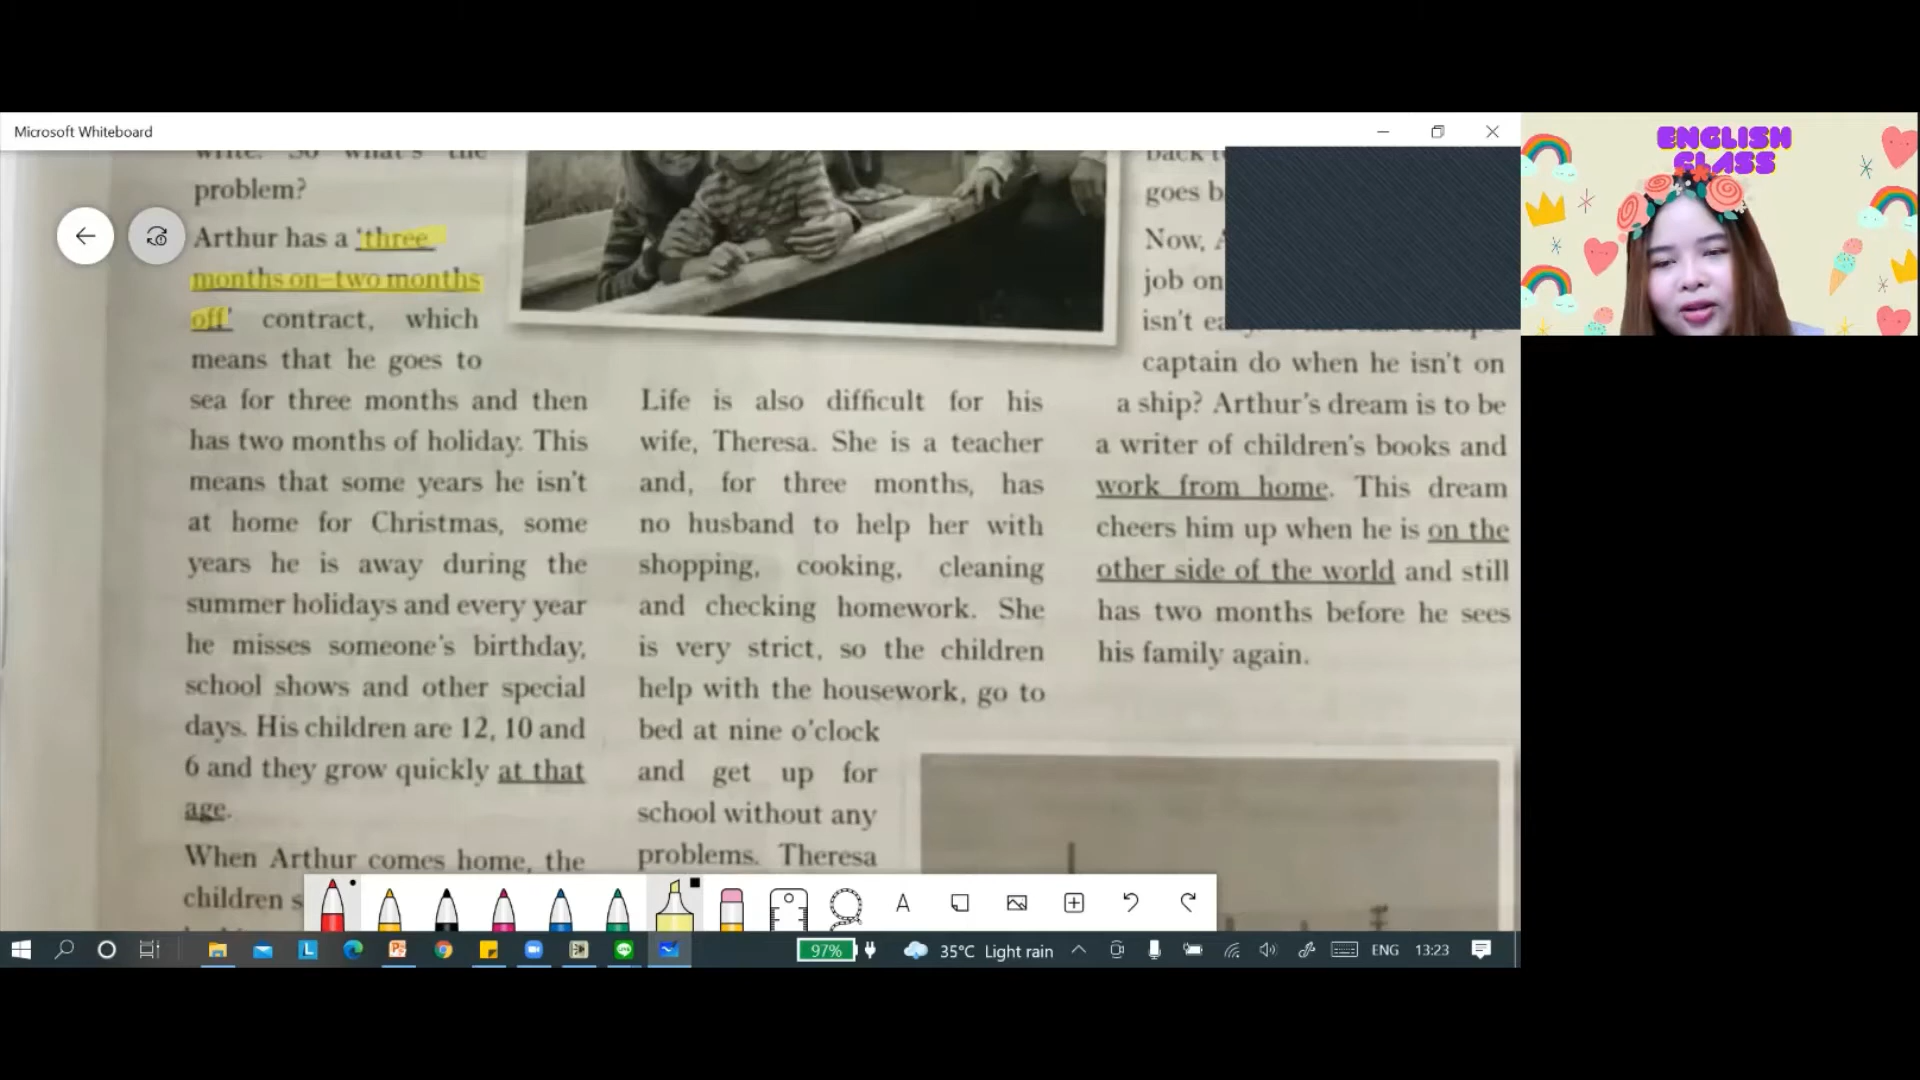 Microsoft Whiteboard
ENGLISH
CLASS
write. So what's the
problem?
Arthur has a 'three
months on–two months
off' contract, which
means that he goes to
sea for three months and then
has two months of holiday. This
means that some years he isn't
at home for Christmas, some
years he is away during the
summer holidays and every year
he misses someone's birthday,
school shows and other special
days. His children are 12, 10 and
6 and they grow quickly at that
age.
When Arthur comes home, the
children s
Life is also difficult for his
wife, Theresa. She is a teacher
and, for three months, has
no husband to help her with
shopping, cooking, cleaning
and checking homework. She
is very strict, so the children
help with the housework, go to
bed at nine o'clock
and get up for
school without any
problems. Theresa
back
goes b
Now,
job on
isn't
captain do when he isn't on
a ship? Arthur's dream is to be
a writer of children's books and
work from home. This dream
cheers him up when he is on the
other side of the world and still
has two months before he sees
his family again.
97% 35°C Light rain ENG 13:23